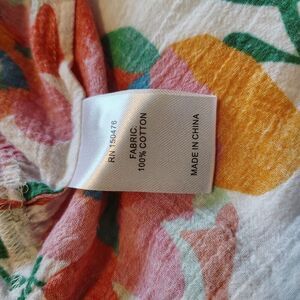 RN 150476
FABRIC:
100% COTTON
MADE IN CHINA